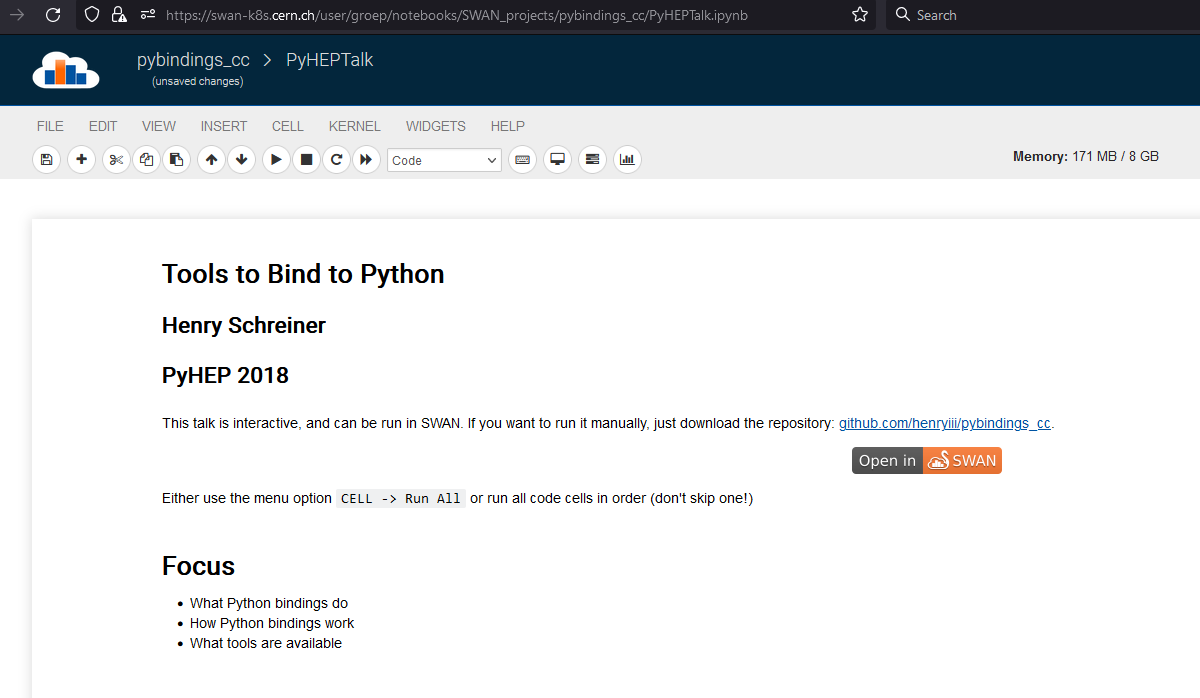 https://swan-k8s.cern.ch/user/groep/notebooks/SWAN_projects/pybindings_cc/PyHEPTalk.ipynb
Search
pybindings_cc > PyHEPTalk
(unsaved changes)
FILE EDIT VIEW INSERT CELL KERNEL WIDGETS HELP
Code
Memory: 171 MB / 8 GB
Tools to Bind to Python
Henry Schreiner
PyHEP 2018
This talk is interactive, and can be run in SWAN. If you want to run it manually, just download the repository: github.com/henryiii/pybindings_cc.
Open in SWAN
Either use the menu option CELL -> Run All or run all code cells in order (don't skip one!)
Focus
• What Python bindings do
• How Python bindings work
• What tools are available